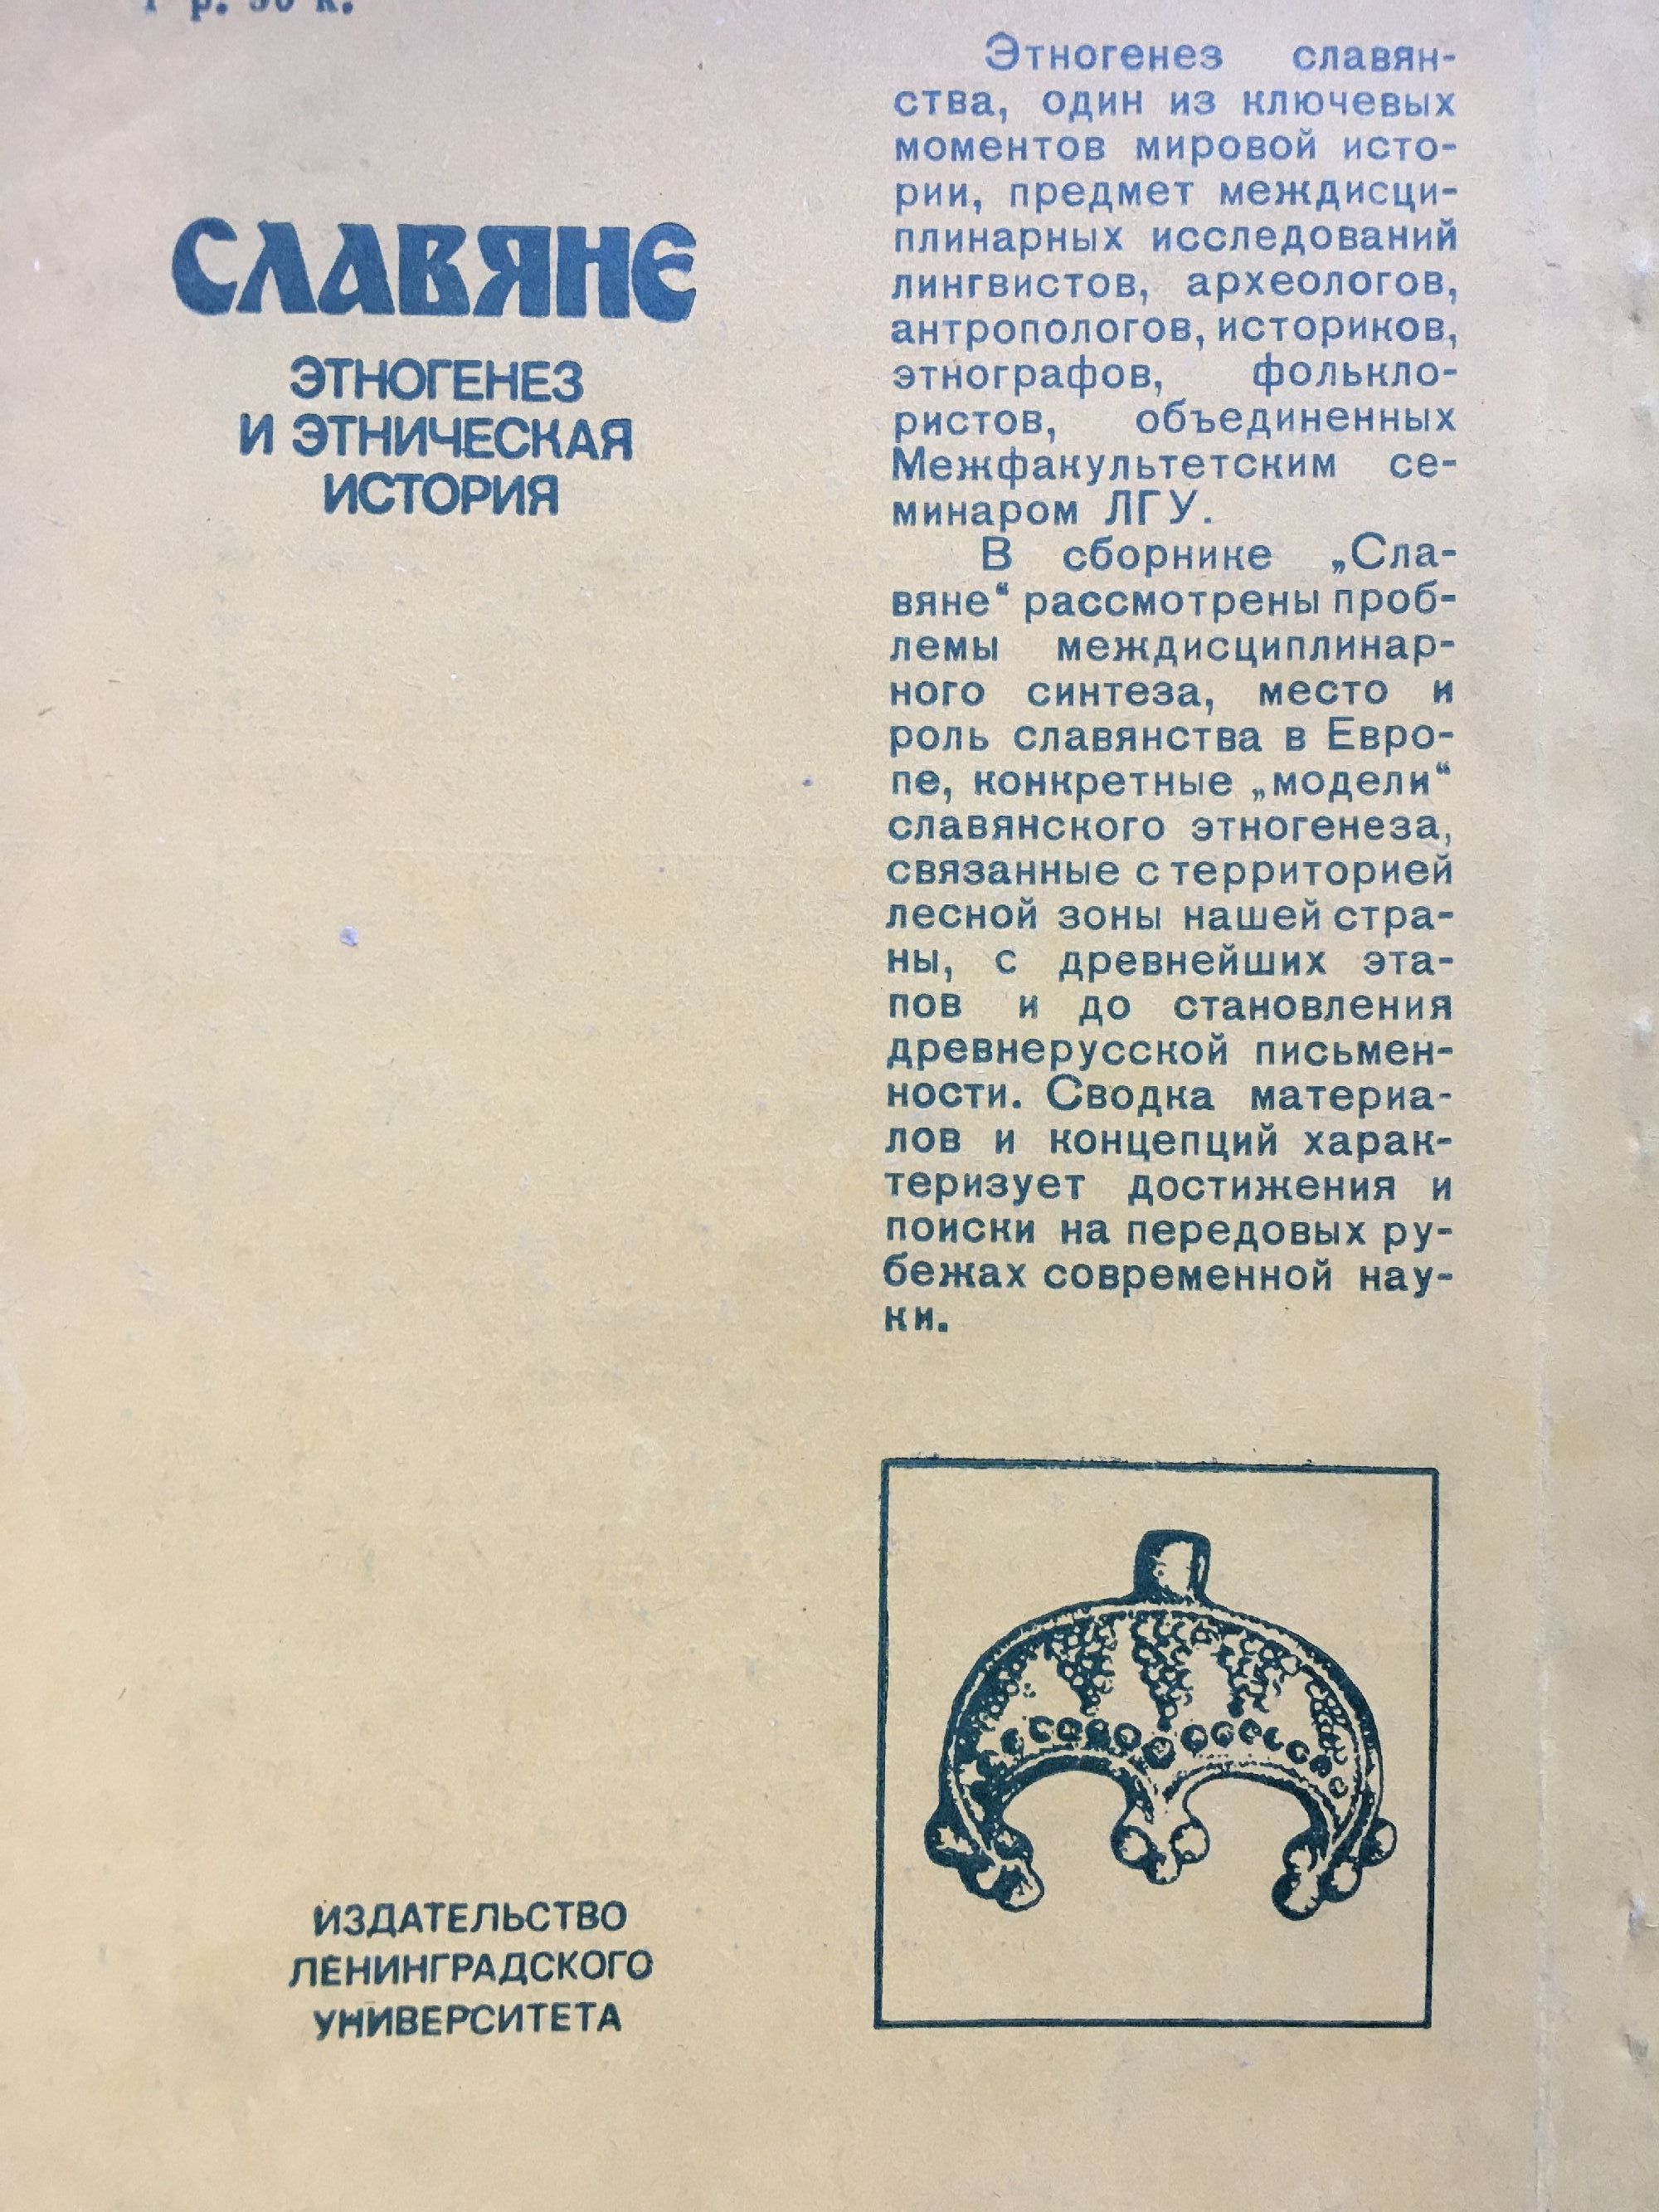 СЛАВЯНЕ
ЭТНОГЕНЕЗ
И ЭТНИЧЕСКАЯ
ИСТОРИЯ
Этногенез славян-
ства, один из ключевых
моментов мировой исто-
рии, предмет междисци-
плинарных исследований
лингвистов, археологов,
антропологов, историков,
этнографов, фолькло-
ристов, объединенных
Межфакультетским се-
минаром ЛГУ.
В сборнике „Сла-
вяне“ рассмотрены проб-
лемы междисциплинар-
ного синтеза, место и
роль славянства в Евро-
пе, конкретные „модели“
славянского этногенеза,
связанные с территорией
лесной зоны нашей стра-
ны, с древнейших эта-
пов и до становления
древнерусской письмен-
ности. Сводка материа-
лов и концепций харак-
теризует достижения и
поиски на передовых ру-
бежах современной нау-
ки.
ИЗДАТЕЛЬСТВО
ЛЕНИНГРАДСКОГО
УНИВЕРСИТЕТА